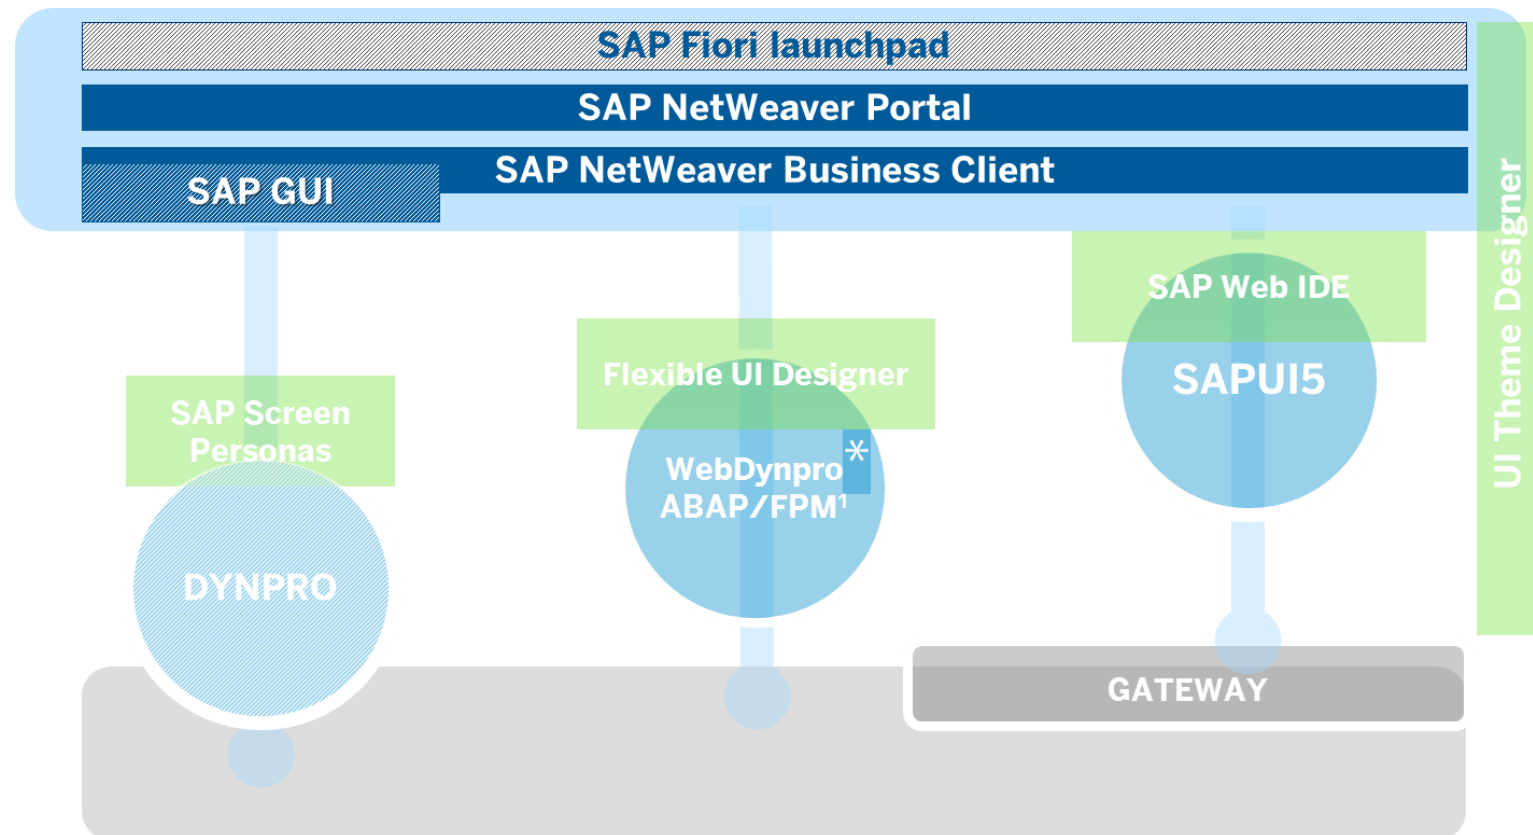 SAP Fiori launchpad
SAP NetWeaver Portal
SAP NetWeaver Business Client
SAP GUI
SAP Web IDE
SAPUI5
Flexible UI Designer
WebDynpro*
ABAP/FPM¹
SAP Screen
Personas
DYNPRO
GATEWAY
UI Theme Designer